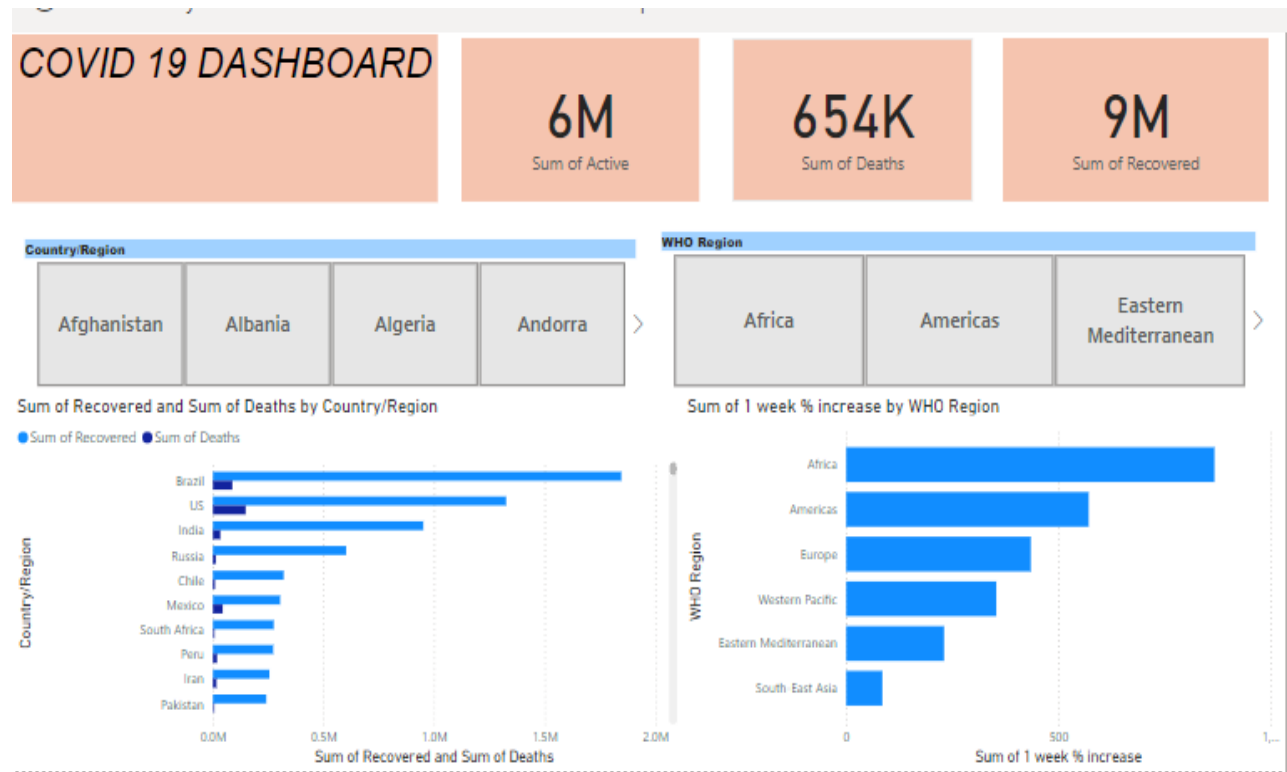 COVID 19 DASHBOARD
6M
Sum of Active
654K
Sum of Deaths
9M
Sum of Recovered
Country/Region
Afghanistan
Albania
Algeria
Andorra
WHO Region
Africa
Americas
Eastern
Mediterranean
Sum of Recovered and Sum of Deaths by Country/Region
Sum of Recovered Sum of Deaths
Country/Region
Brazil
US
India
Russia
Chile
Mexico
South Africa
Peru
Iran
Pakistan
0.0M 0.5M 1.0M 1.5M 2.0M
Sum of Recovered and Sum of Deaths
Sum of 1 week % increase by WHO Region
WHO Region
Africa
Americas
Europe
Western Pacific
Eastern Mediterranean
South-East Asia
0 500 1,...
Sum of 1 week % increase